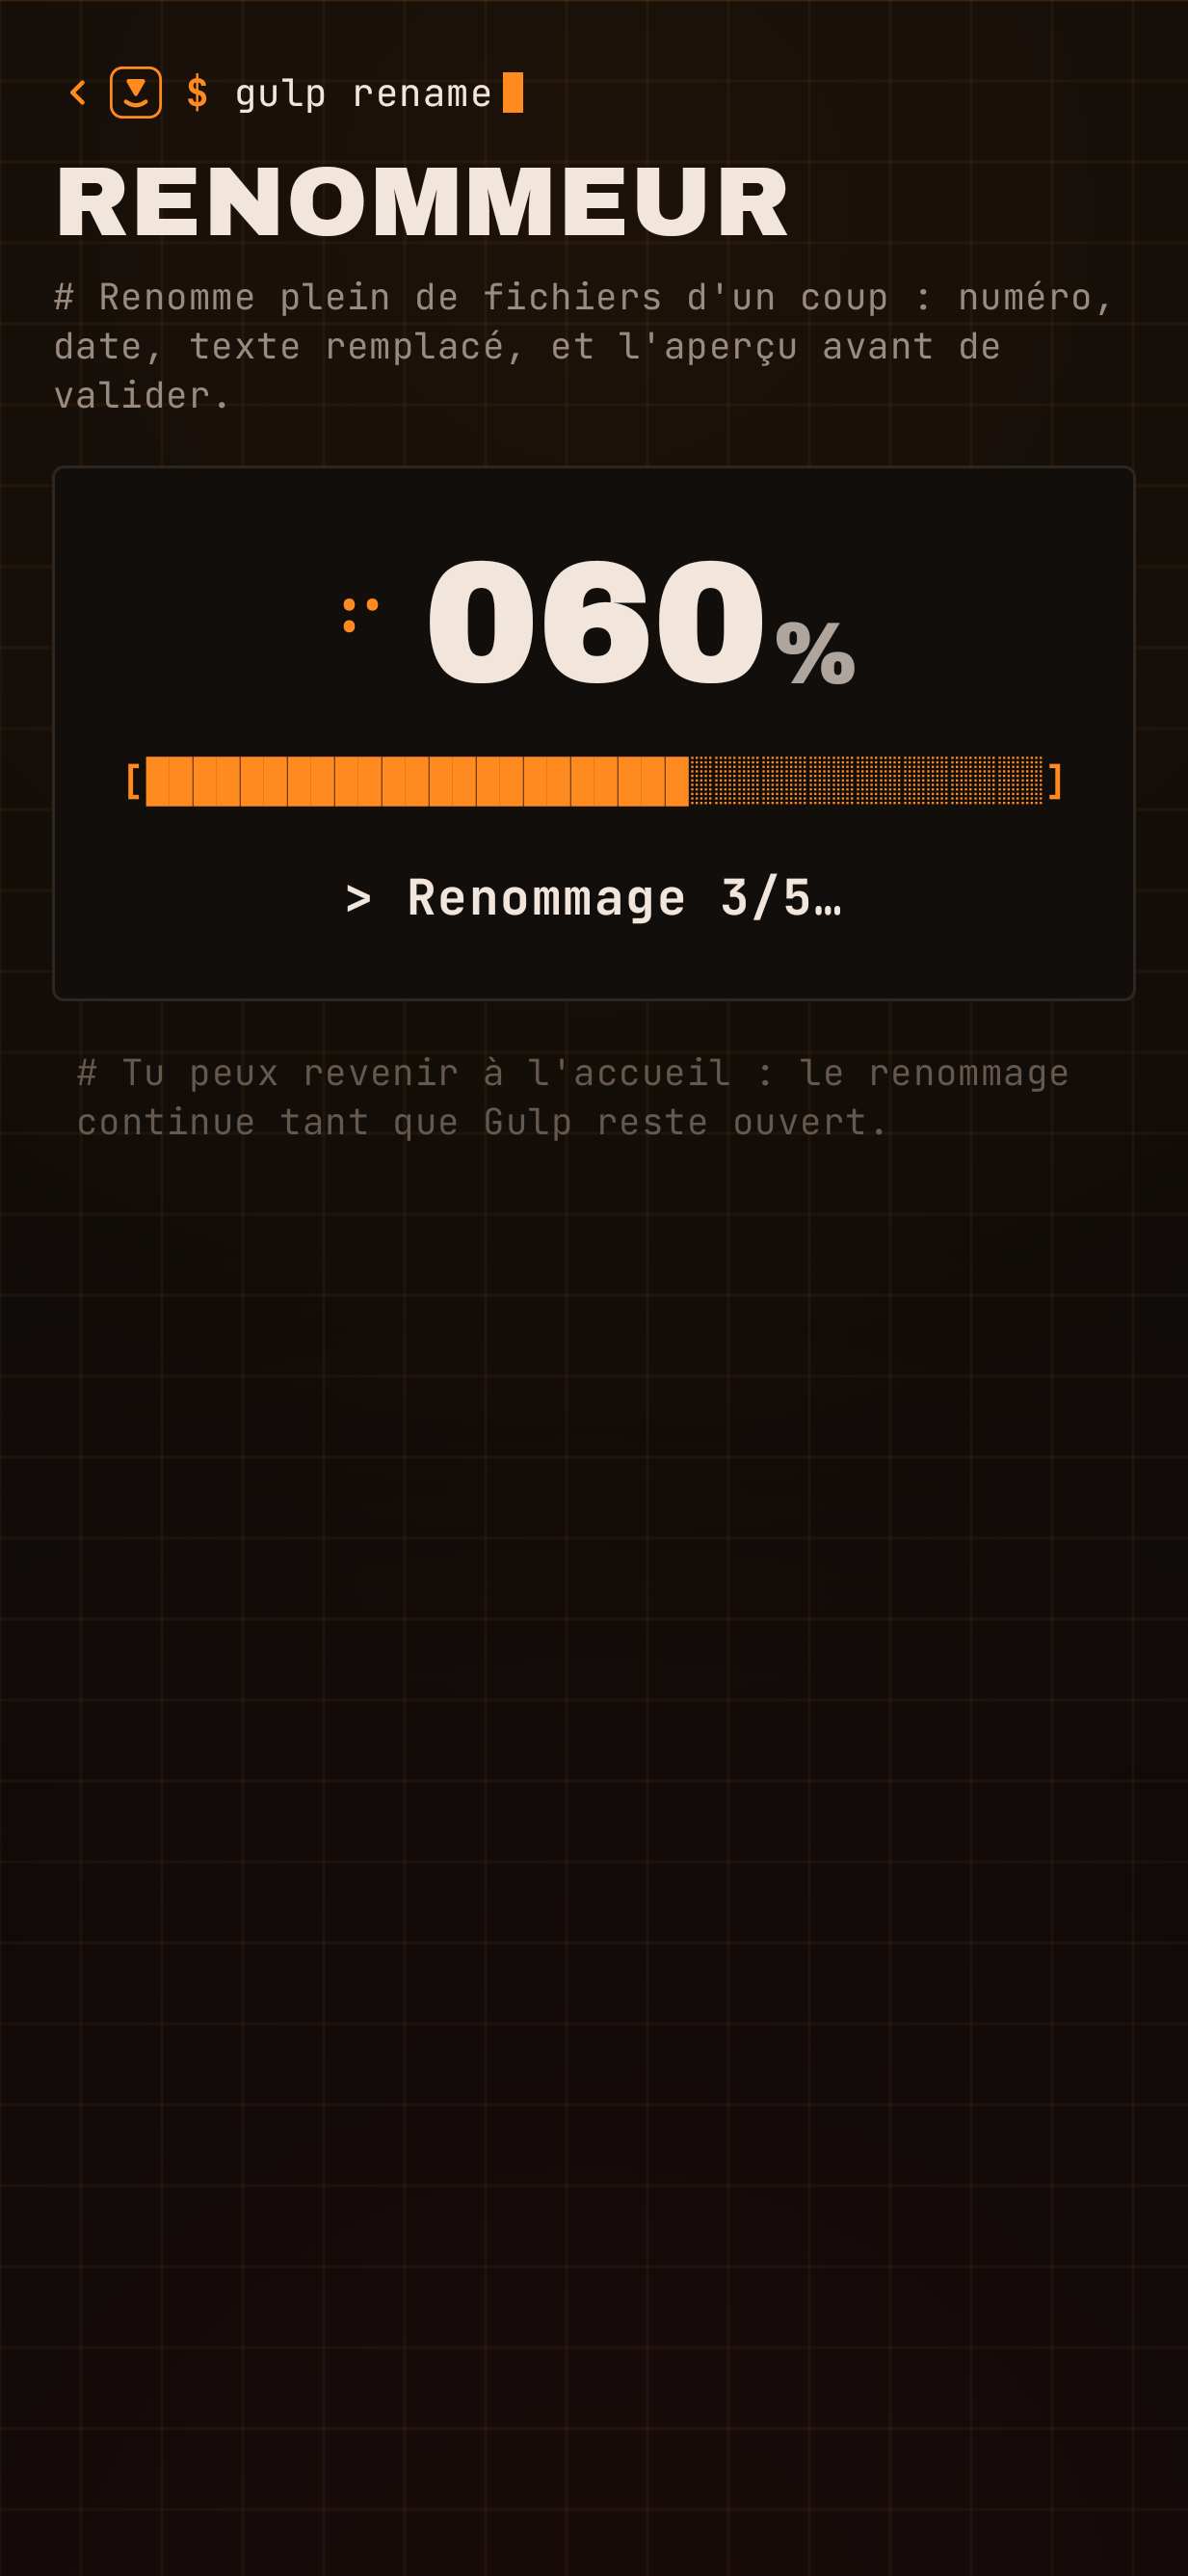 $ gulp rename
RENOMMEUR
# Renomme plein de fichiers d'un coup : numéro,
date, texte remplacé, et l'aperçu avant de
valider.
060%
[]
> Renommage 3/5…
# Tu peux revenir à l'accueil : le renommage
continue tant que Gulp reste ouvert.